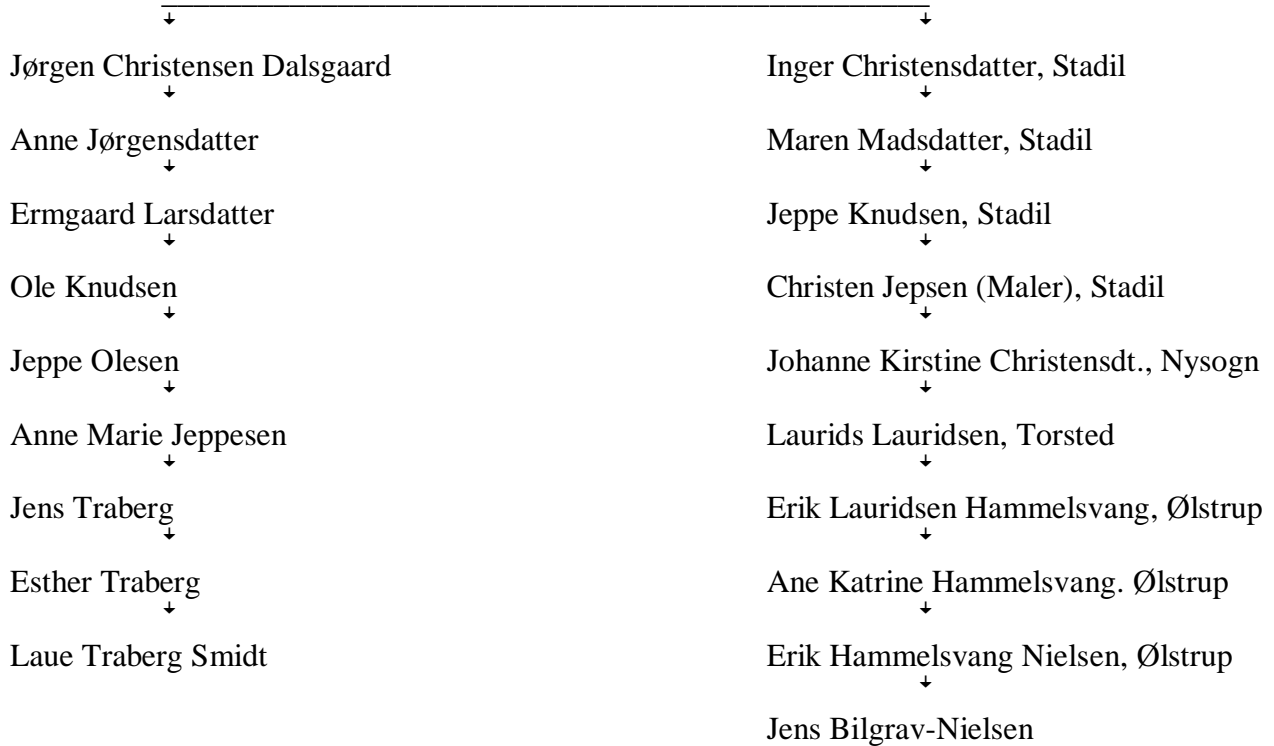 Jørgen Christensen Dalsgaard Inger Christensdatter, Stadil
Anne Jørgensdatter Maren Madsdatter, Stadil
Ermgaard Larsdatter Jeppe Knudsen, Stadil
Ole Knudsen Christen Jepsen (Maler), Stadil
Jeppe Olesen Johanne Kirstine Christensdt., Nysogn
Anne Marie Jeppesen Laurids Lauridsen, Torsted
Jens Traberg Erik Lauridsen Hammelsvang, Ølstrup
Esther Traberg Ane Katrine Hammelsvang. Ølstrup
Laue Traberg Smidt Erik Hammelsvang Nielsen, Ølstrup
Jens Bilgrav-Nielsen